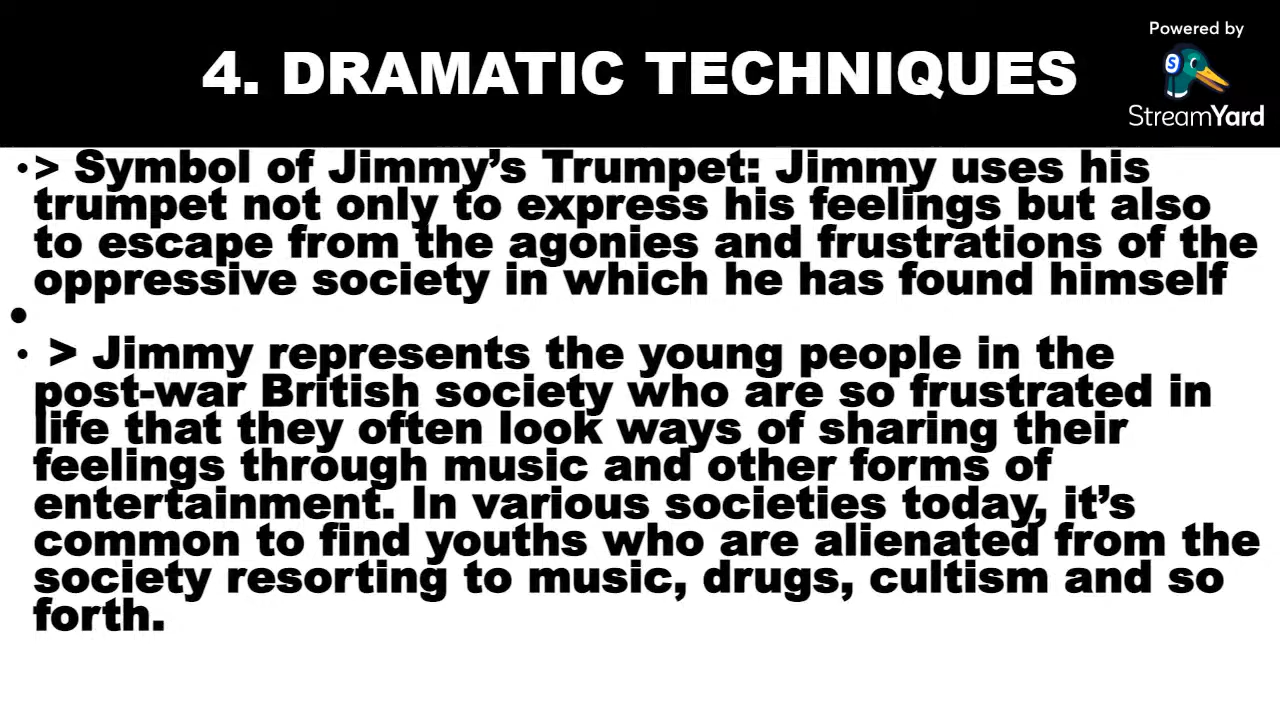 Powered by
StreamYard
4. DRAMATIC TECHNIQUES
•> Symbol of Jimmy’s Trumpet: Jimmy uses his
trumpet not only to express his feelings but also
to escape from the agonies and frustrations of the
oppressive society in which he has found himself
•
• > Jimmy represents the young people in the
post-war British society who are so frustrated in
life that they often look ways of sharing their
feelings through music and other forms of
entertainment. In various societies today, it’s
common to find youths who are alienated from the
society resorting to music, drugs, cultism and so
forth.